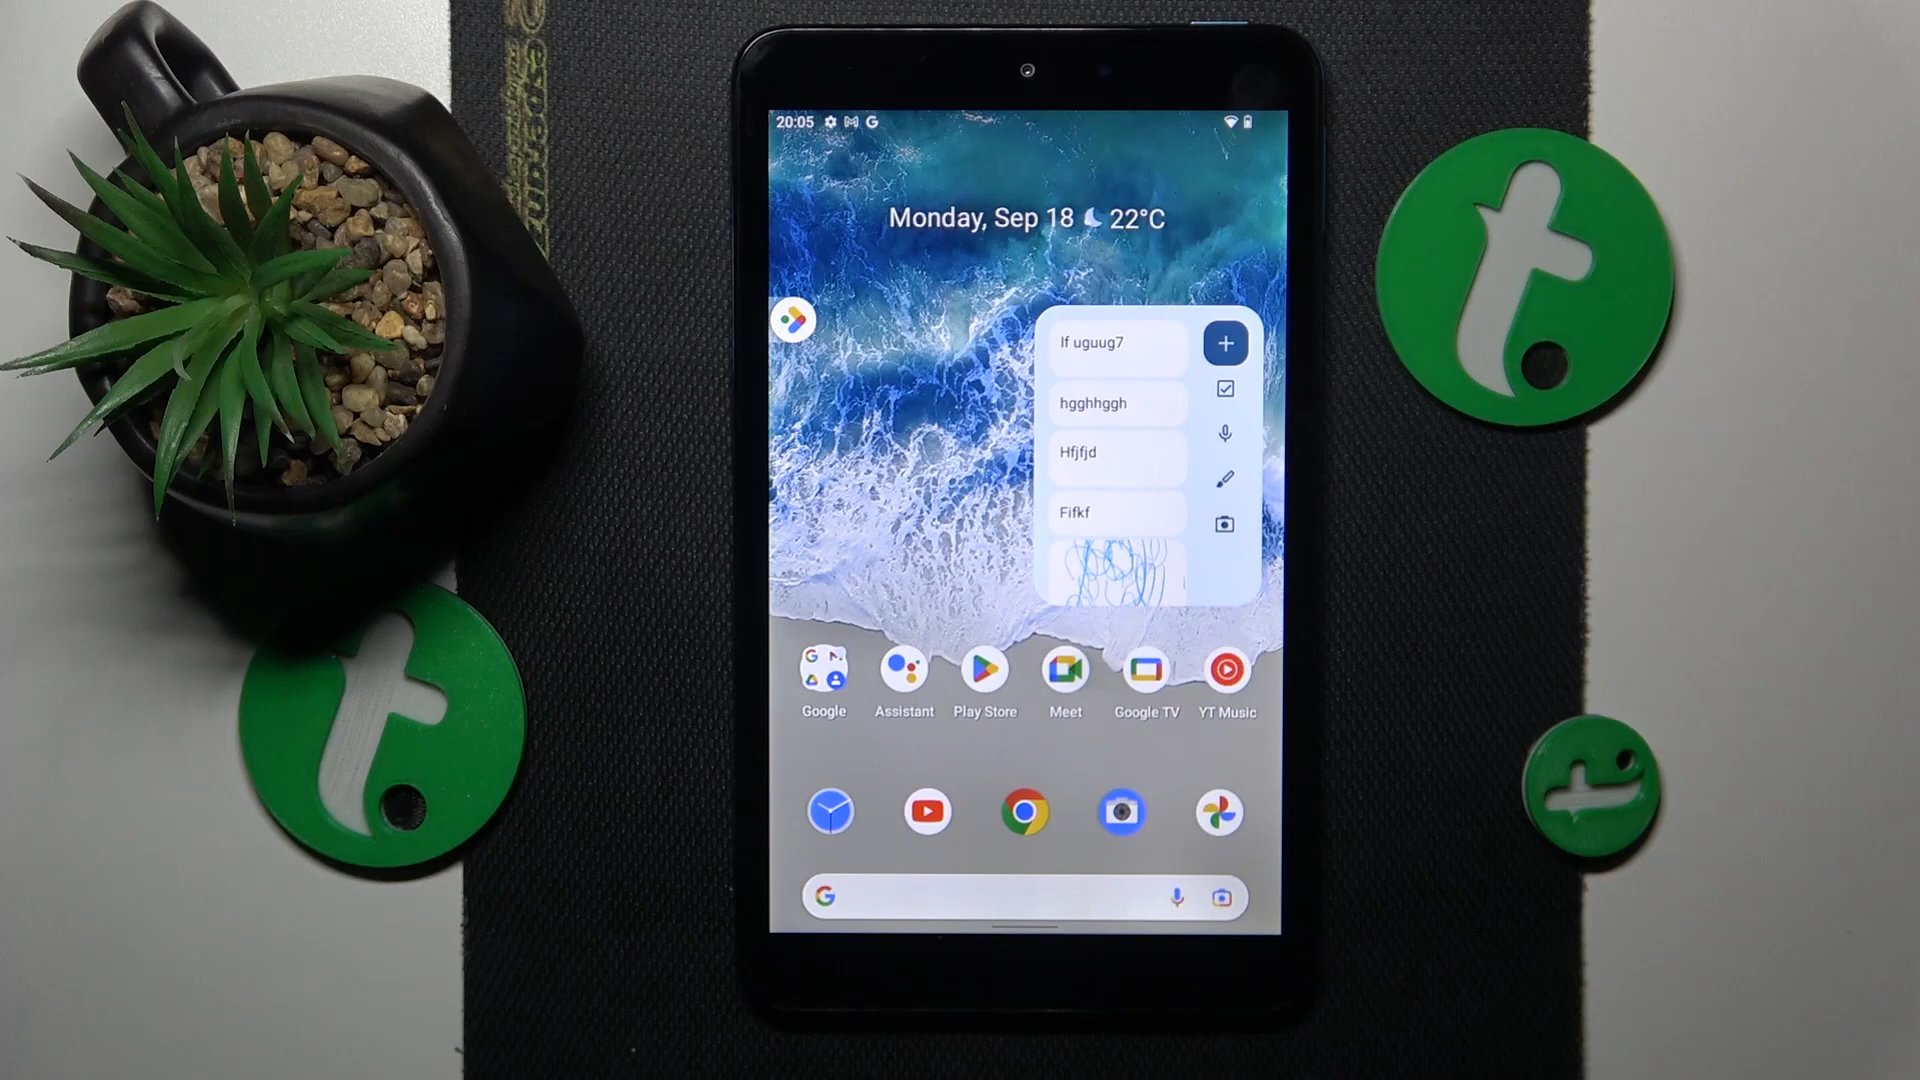 20:05
Monday, Sep 18 22°C
If uguug7
hgghhggh
Hfjfjd
Fifkf
Google
Assistant
Play Store
Meet
Google TV
YT Music